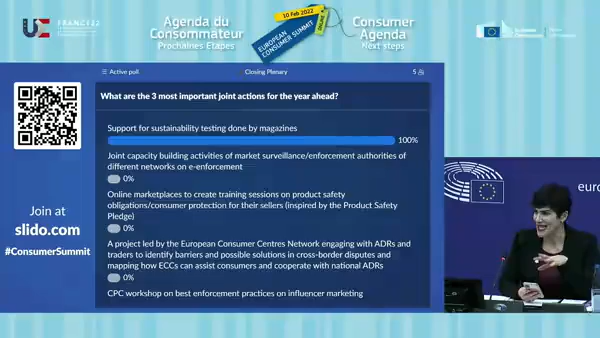 UE
FRANCE22
Agenda du
Consommateur
Prochaines Étapes
10 Feb 2022
EUROPEAN
CONSUMER SUMMIT
ONLINE
Consumer
Agenda
Next steps
European
Commission
Active poll
Closing Plenary
5
What are the 3 most important joint actions for the year ahead?
Support for sustainability testing done by magazines
100%
Joint capacity building activities of market surveillance/enforcement authorities of
different networks on e-enforcement
0%
Online marketplaces to create training sessions on product safety
obligations/consumer protection for their sellers (inspired by the Product Safety
Pledge)
0%
A project led by the European Consumer Centres Network engaging with ADRs and
traders to identify barriers and possible solutions in cross-border disputes and
mapping how ECCs can assist consumers and cooperate with national ADRs
0%
CPC workshop on best enforcement practices on influencer marketing
Join at
slido.com
#ConsumerSummit
euro